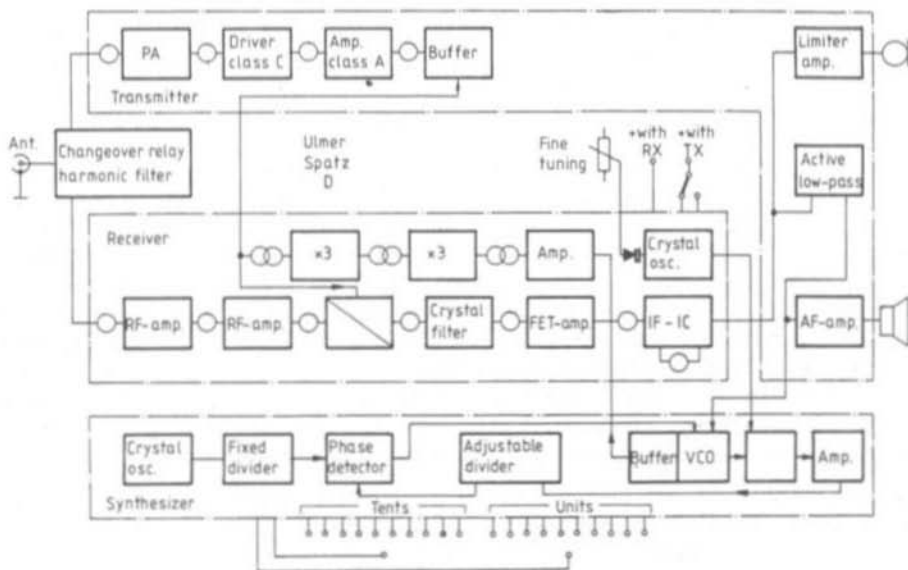 PA
Driver
class C
Amp.
class A
Buffer
Limiter
amp.
Transmitter
Ant.
Changeover relay
harmonic filter
Ulmer
Spatz
D
Fine
tuning
+with
RX
+with
TX
Active
low-pass
Receiver
×3
×3
Amp.
Crystal
osc.
RF-amp.
RF-amp.
Crystal
filter
FET-amp.
IF-IC
AF-amp.
Crystal
osc.
Fixed
divider
Phase
detector
Adjustable
divider
Buffer
VCO
Amp.
Synthesizer
Tents
Units